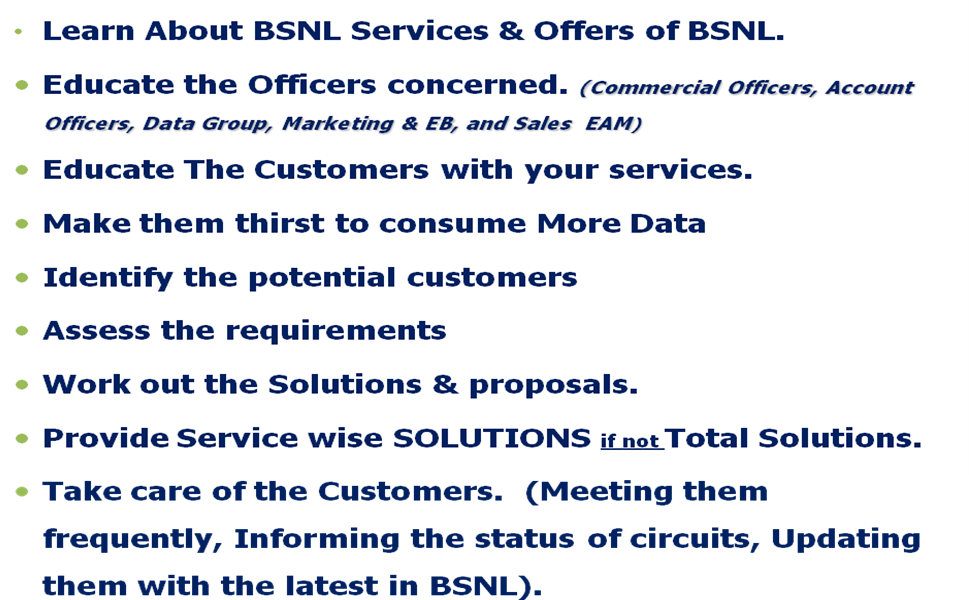 • Learn About BSNL Services & Offers of BSNL.
• Educate the Officers concerned. (Commercial Officers, Account
Officers, Data Group, Marketing & EB, and Sales EAM)
• Educate The Customers with your services.
• Make them thirst to consume More Data
• Identify the potential customers
• Assess the requirements
• Work out the Solutions & proposals.
• Provide Service wise SOLUTIONS if not Total Solutions.
• Take care of the Customers. (Meeting them
frequently, Informing the status of circuits, Updating
them with the latest in BSNL).